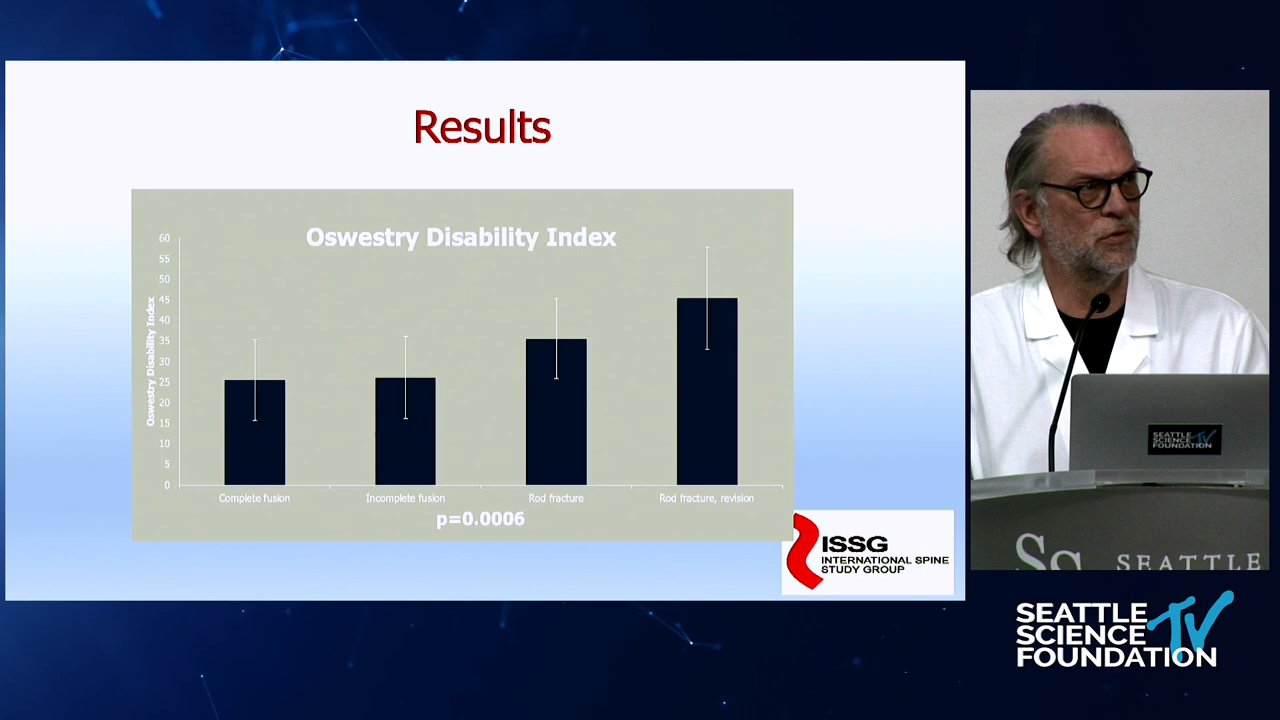 Results
Oswestry Disability Index
Oswestry Disability Index
60
55
50
45
40
35
30
25
20
15
10
5
0
Complete fusion
Incomplete fusion
Rod fracture
Rod fracture, revision
p=0.0006
ISSG
INTERNATIONAL SPINE
STUDY GROUP
SEATTLE
SCIENCE TV
FOUNDATION
SEATTLE
SEATTLE
SCIENCE TV
FOUNDATION